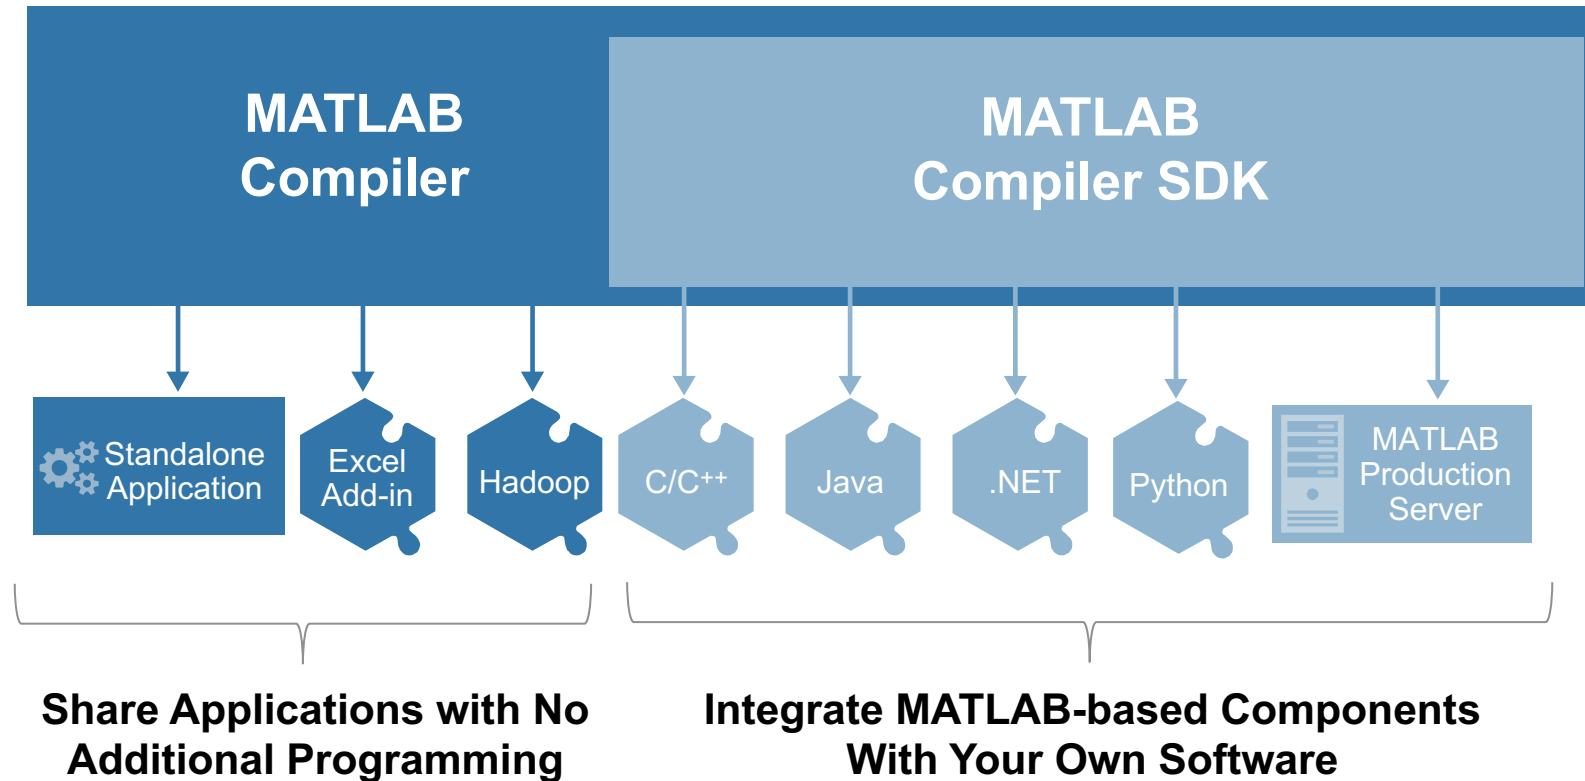 MATLAB
Compiler
MATLAB
Compiler SDK
Standalone
Application
Excel
Add-in
Hadoop
C/C++
Java
.NET
Python
MATLAB
Production
Server
Share Applications with No
Additional Programming
Integrate MATLAB-based Components
With Your Own Software